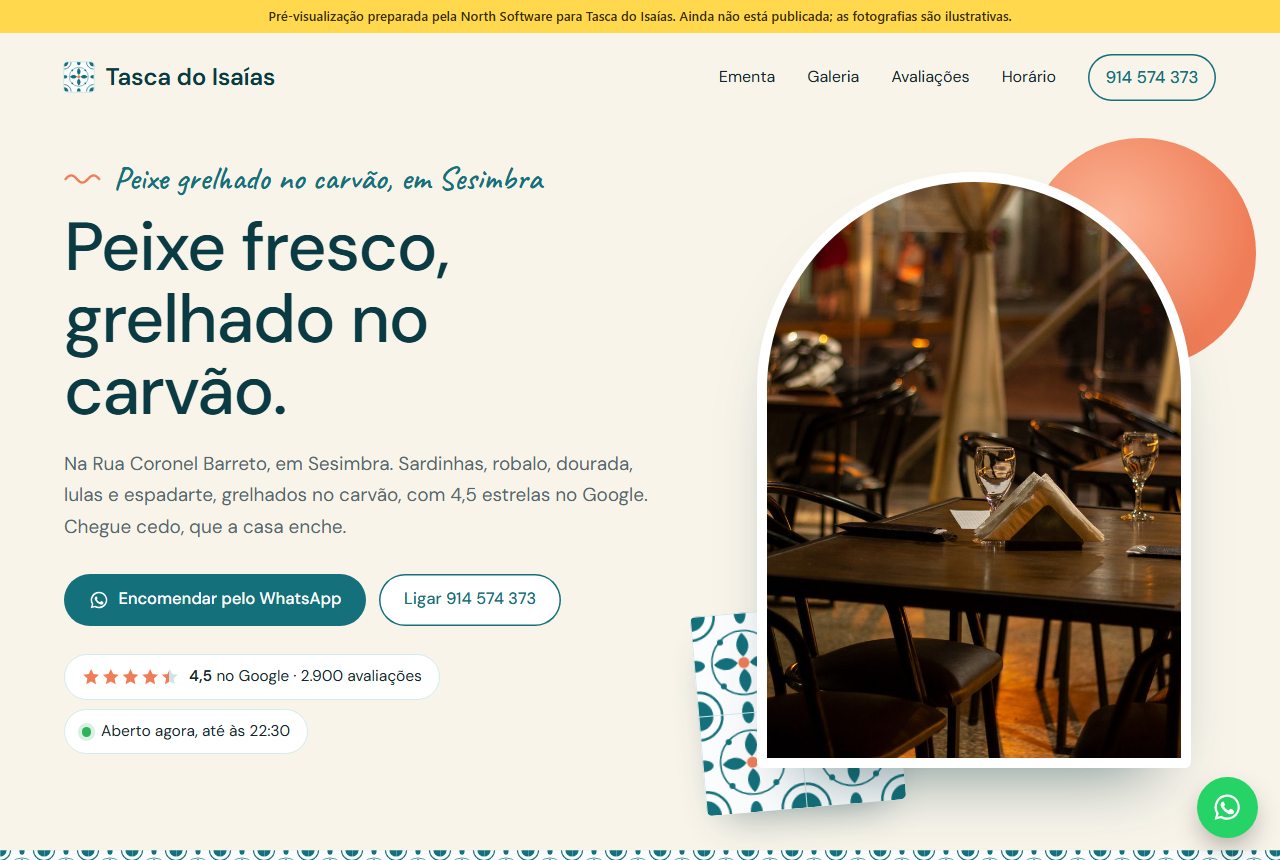 Pré-visualização preparada pela North Software para Tasca do Isaías. Ainda não está publicada; as fotografias são ilustrativas.
Tasca do Isaías
Ementa
Galeria
Avaliações
Horário
914 574 373
Peixe grelhado no carvão, em Sesimbra
Peixe fresco,
grelhado no
carvão.
Na Rua Coronel Barreto, em Sesimbra. Sardinhas, robalo, dourada,
lulas e espadarte, grelhados no carvão, com 4,5 estrelas no Google.
Chegue cedo, que a casa enche.
Encomendar pelo WhatsApp
Ligar 914 574 373
4,5 no Google · 2.900 avaliações
Aberto agora, até às 22:30